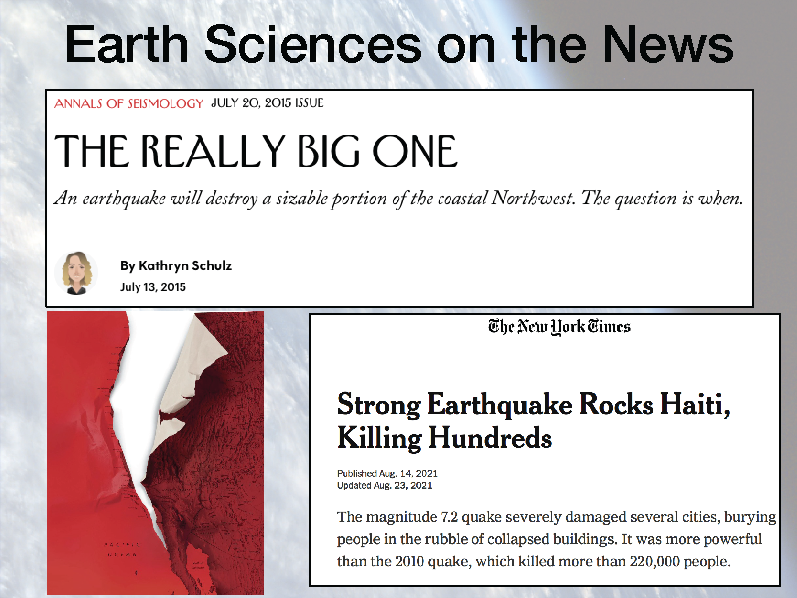 Earth Sciences on the News
ANNALS OF SEISMOLOGY JULY 20, 2015 ISSUE
THE REALLY BIG ONE
An earthquake will destroy a sizable portion of the coastal Northwest. The question is when.
By Kathryn Schulz
July 13, 2015
The New York Times
Strong Earthquake Rocks Haiti,
Killing Hundreds
Published Aug. 14, 2021
Updated Aug. 23, 2021
The magnitude 7.2 quake severely damaged several cities, burying
people in the rubble of collapsed buildings. It was more powerful
than the 2010 quake, which killed more than 220,000 people.
PACIFIC
OCEAN